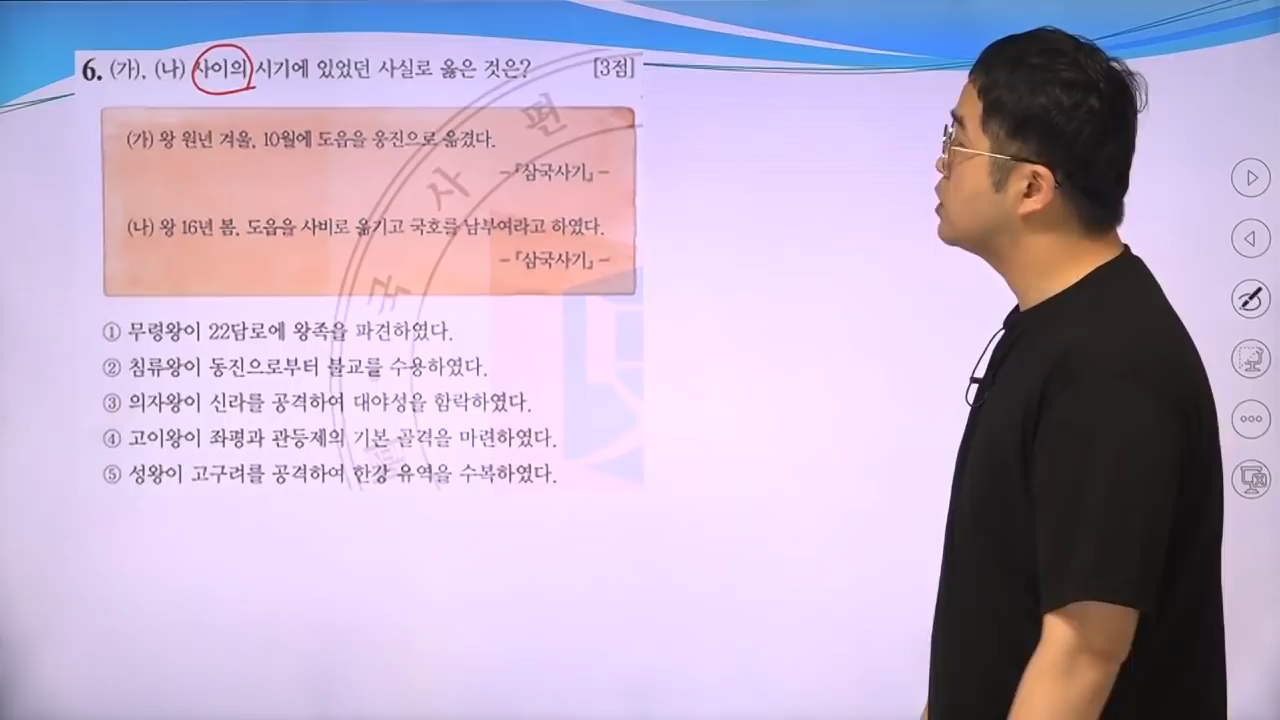 6. (가), (나) 사이의 시기에 있었던 사실로 옳은 것은? [3점]
(가) 왕 원년 겨울, 10월에 도읍을 웅진으로 옮겼다.
-『삼국사기』-
(나) 왕 16년 봄, 도읍을 사비로 옮기고 국호를 남부여라고 하였다.
-『삼국사기』-
① 무령왕이 22담로에 왕족을 파견하였다.
② 침류왕이 동진으로부터 불교를 수용하였다.
③ 의자왕이 신라를 공격하여 대야성을 함락하였다.
④ 고이왕이 좌평과 관등제의 기본 골격을 마련하였다.
⑤ 성왕이 고구려를 공격하여 한강 유역을 수복하였다.
국 사 편